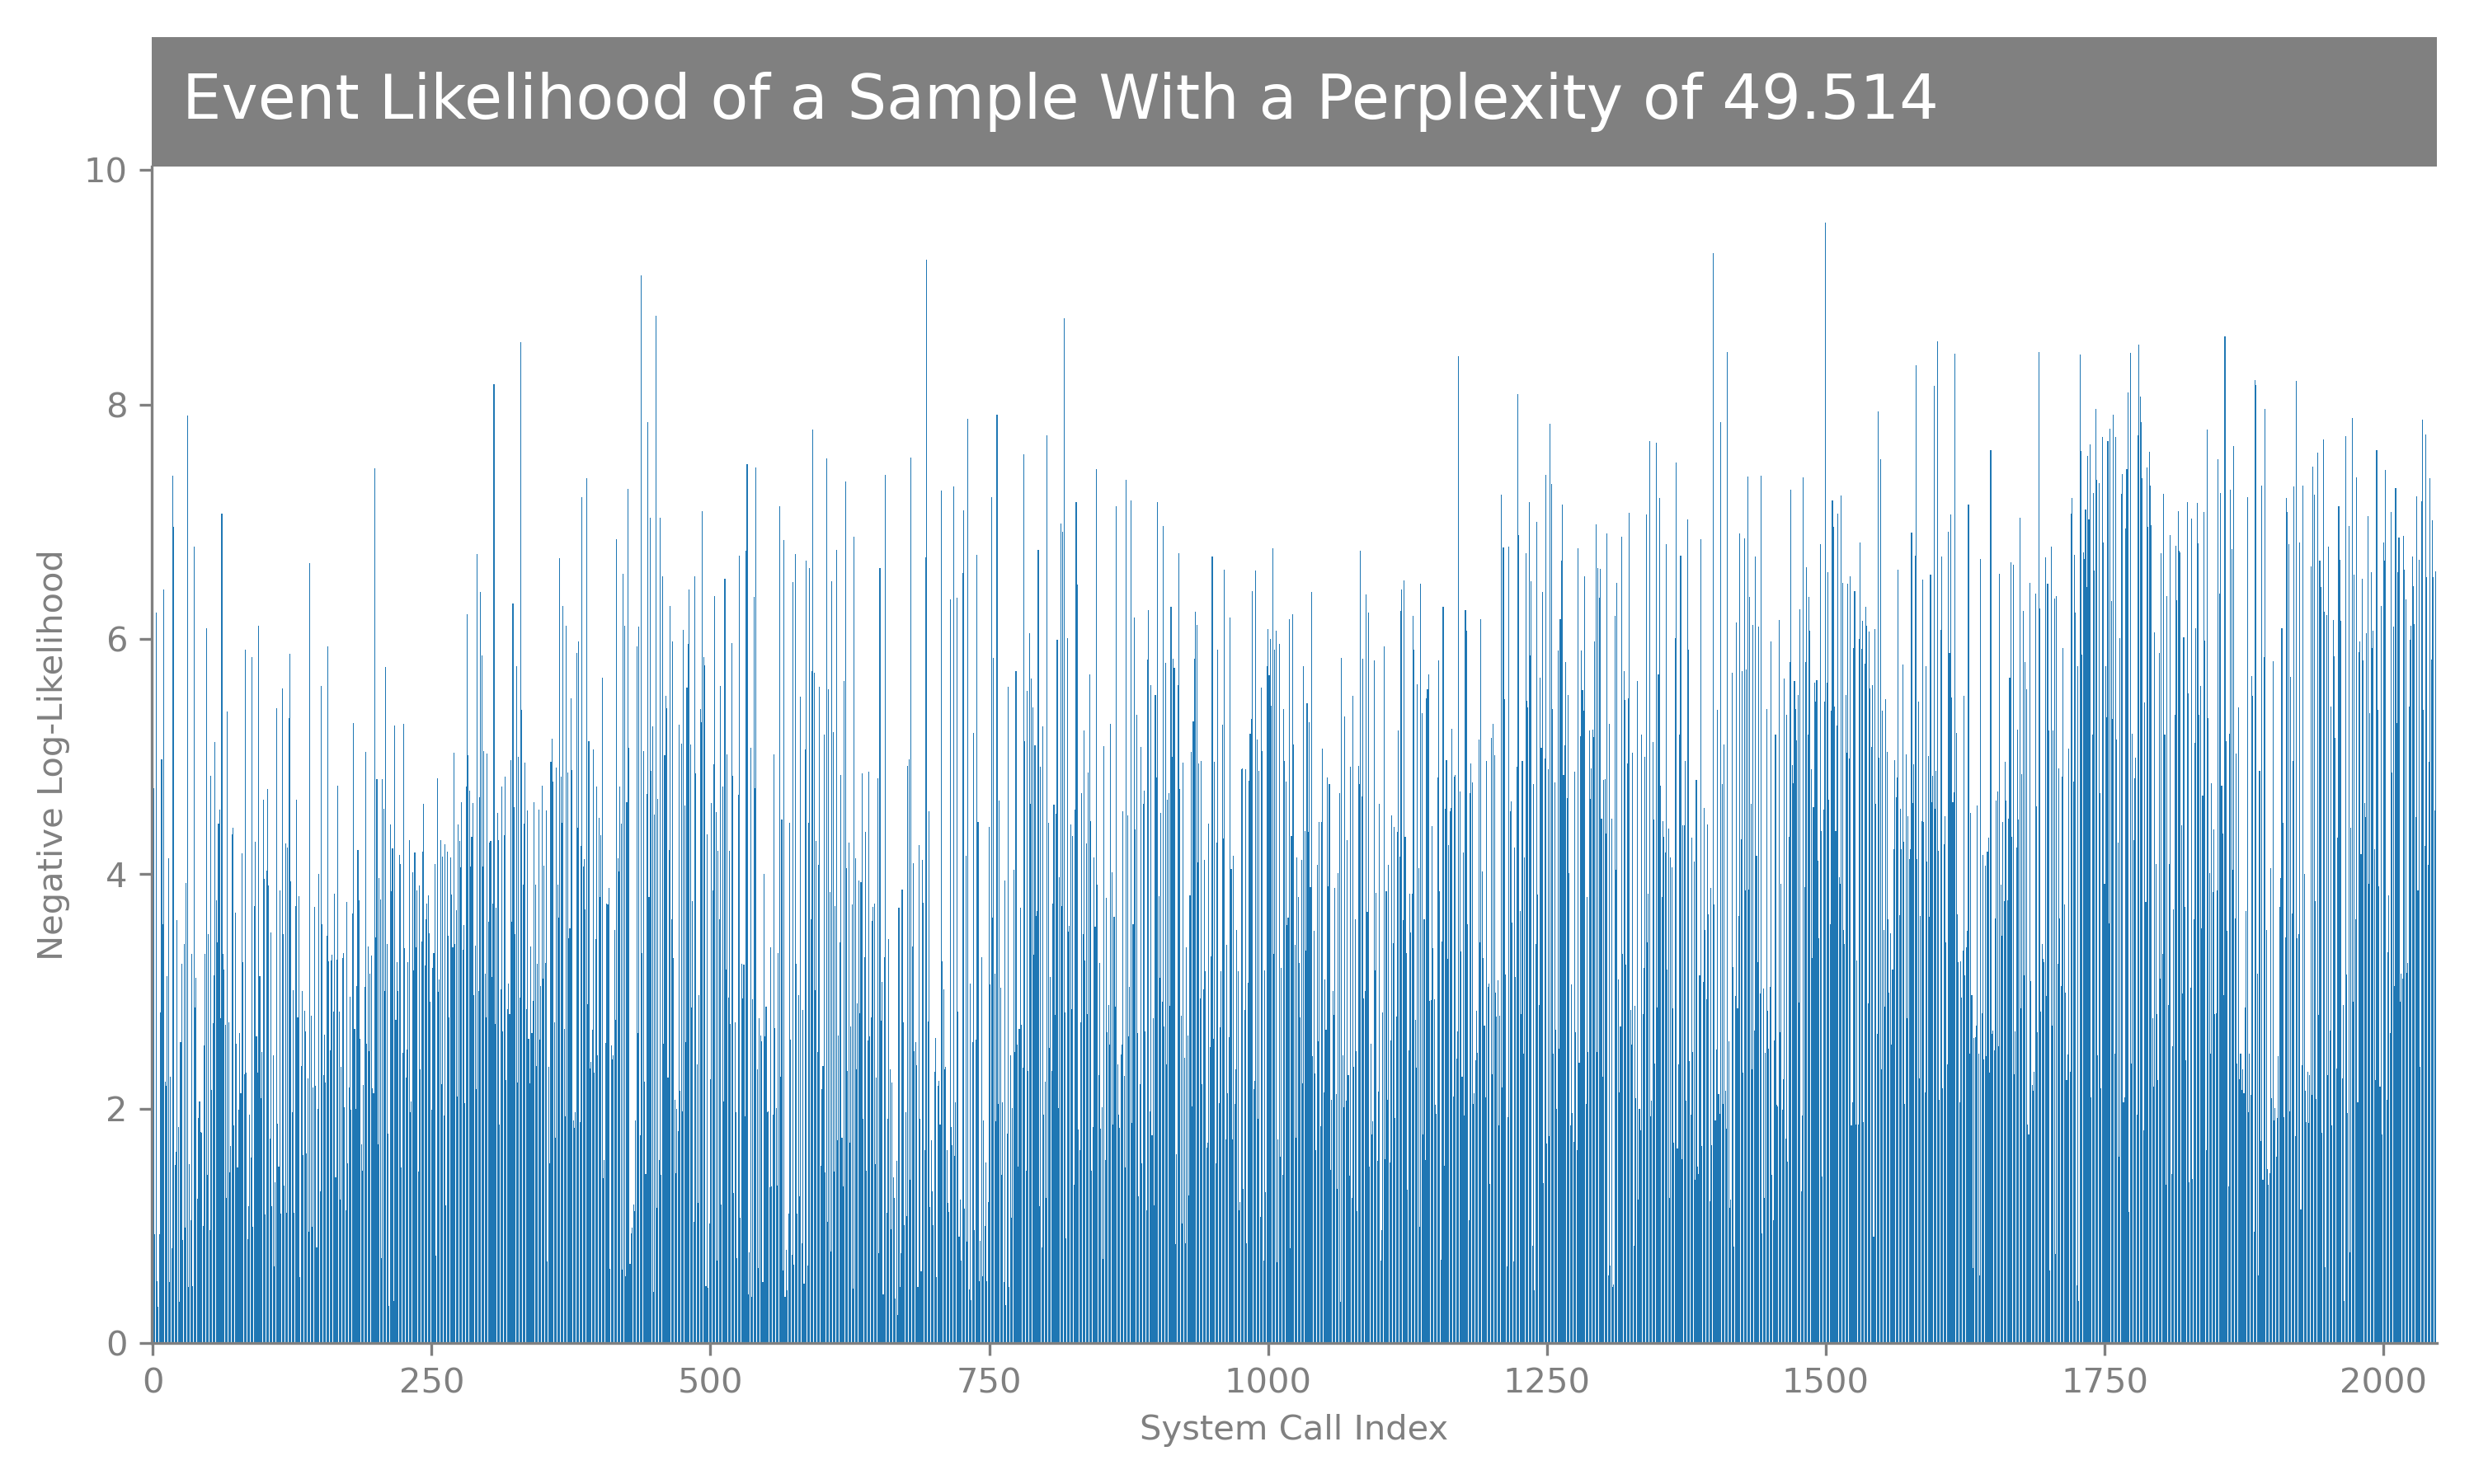 Event Likelihood of a Sample With a Perplexity of 49.514
10
8
6
4
2
0
Negative Log-Likelihood
0 250 500 750 1000 1250 1500 1750 2000
System Call Index